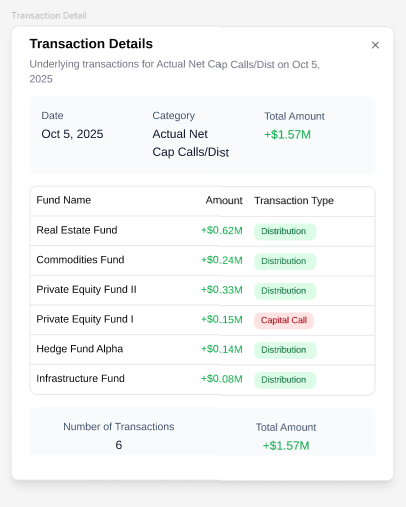 Transaction Detail
Transaction Details
Underlying transactions for Actual Net Cap Calls/Dist on Oct 5,
2025
Date Category Total Amount
Oct 5, 2025 Actual Net +$1.57M
Cap Calls/Dist
Fund Name Amount Transaction Type
Real Estate Fund +$0.62M Distribution
Commodities Fund +$0.24M Distribution
Private Equity Fund II +$0.33M Distribution
Private Equity Fund I +$0.15M Capital Call
Hedge Fund Alpha +$0.14M Distribution
Infrastructure Fund +$0.08M Distribution
Number of Transactions Total Amount
6 +$1.57M